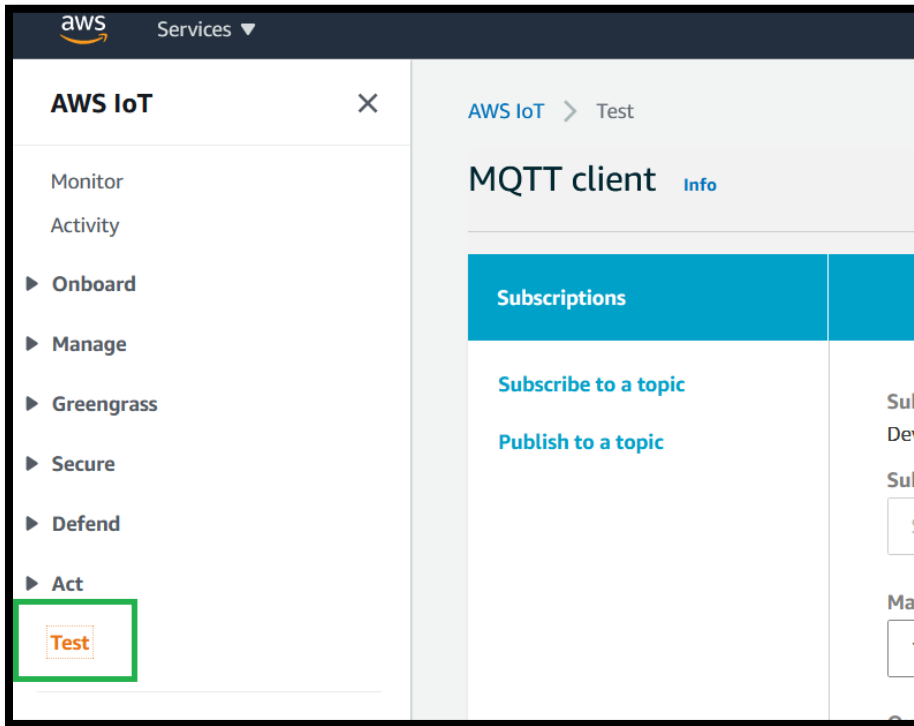 aws
Services ▼
AWS IoT
Monitor
Activity
Onboard
Manage
Greengrass
Secure
Defend
Act
Test
AWS IoT > Test
MQTT client Info
Subscriptions
Subscribe to a topic
Publish to a topic